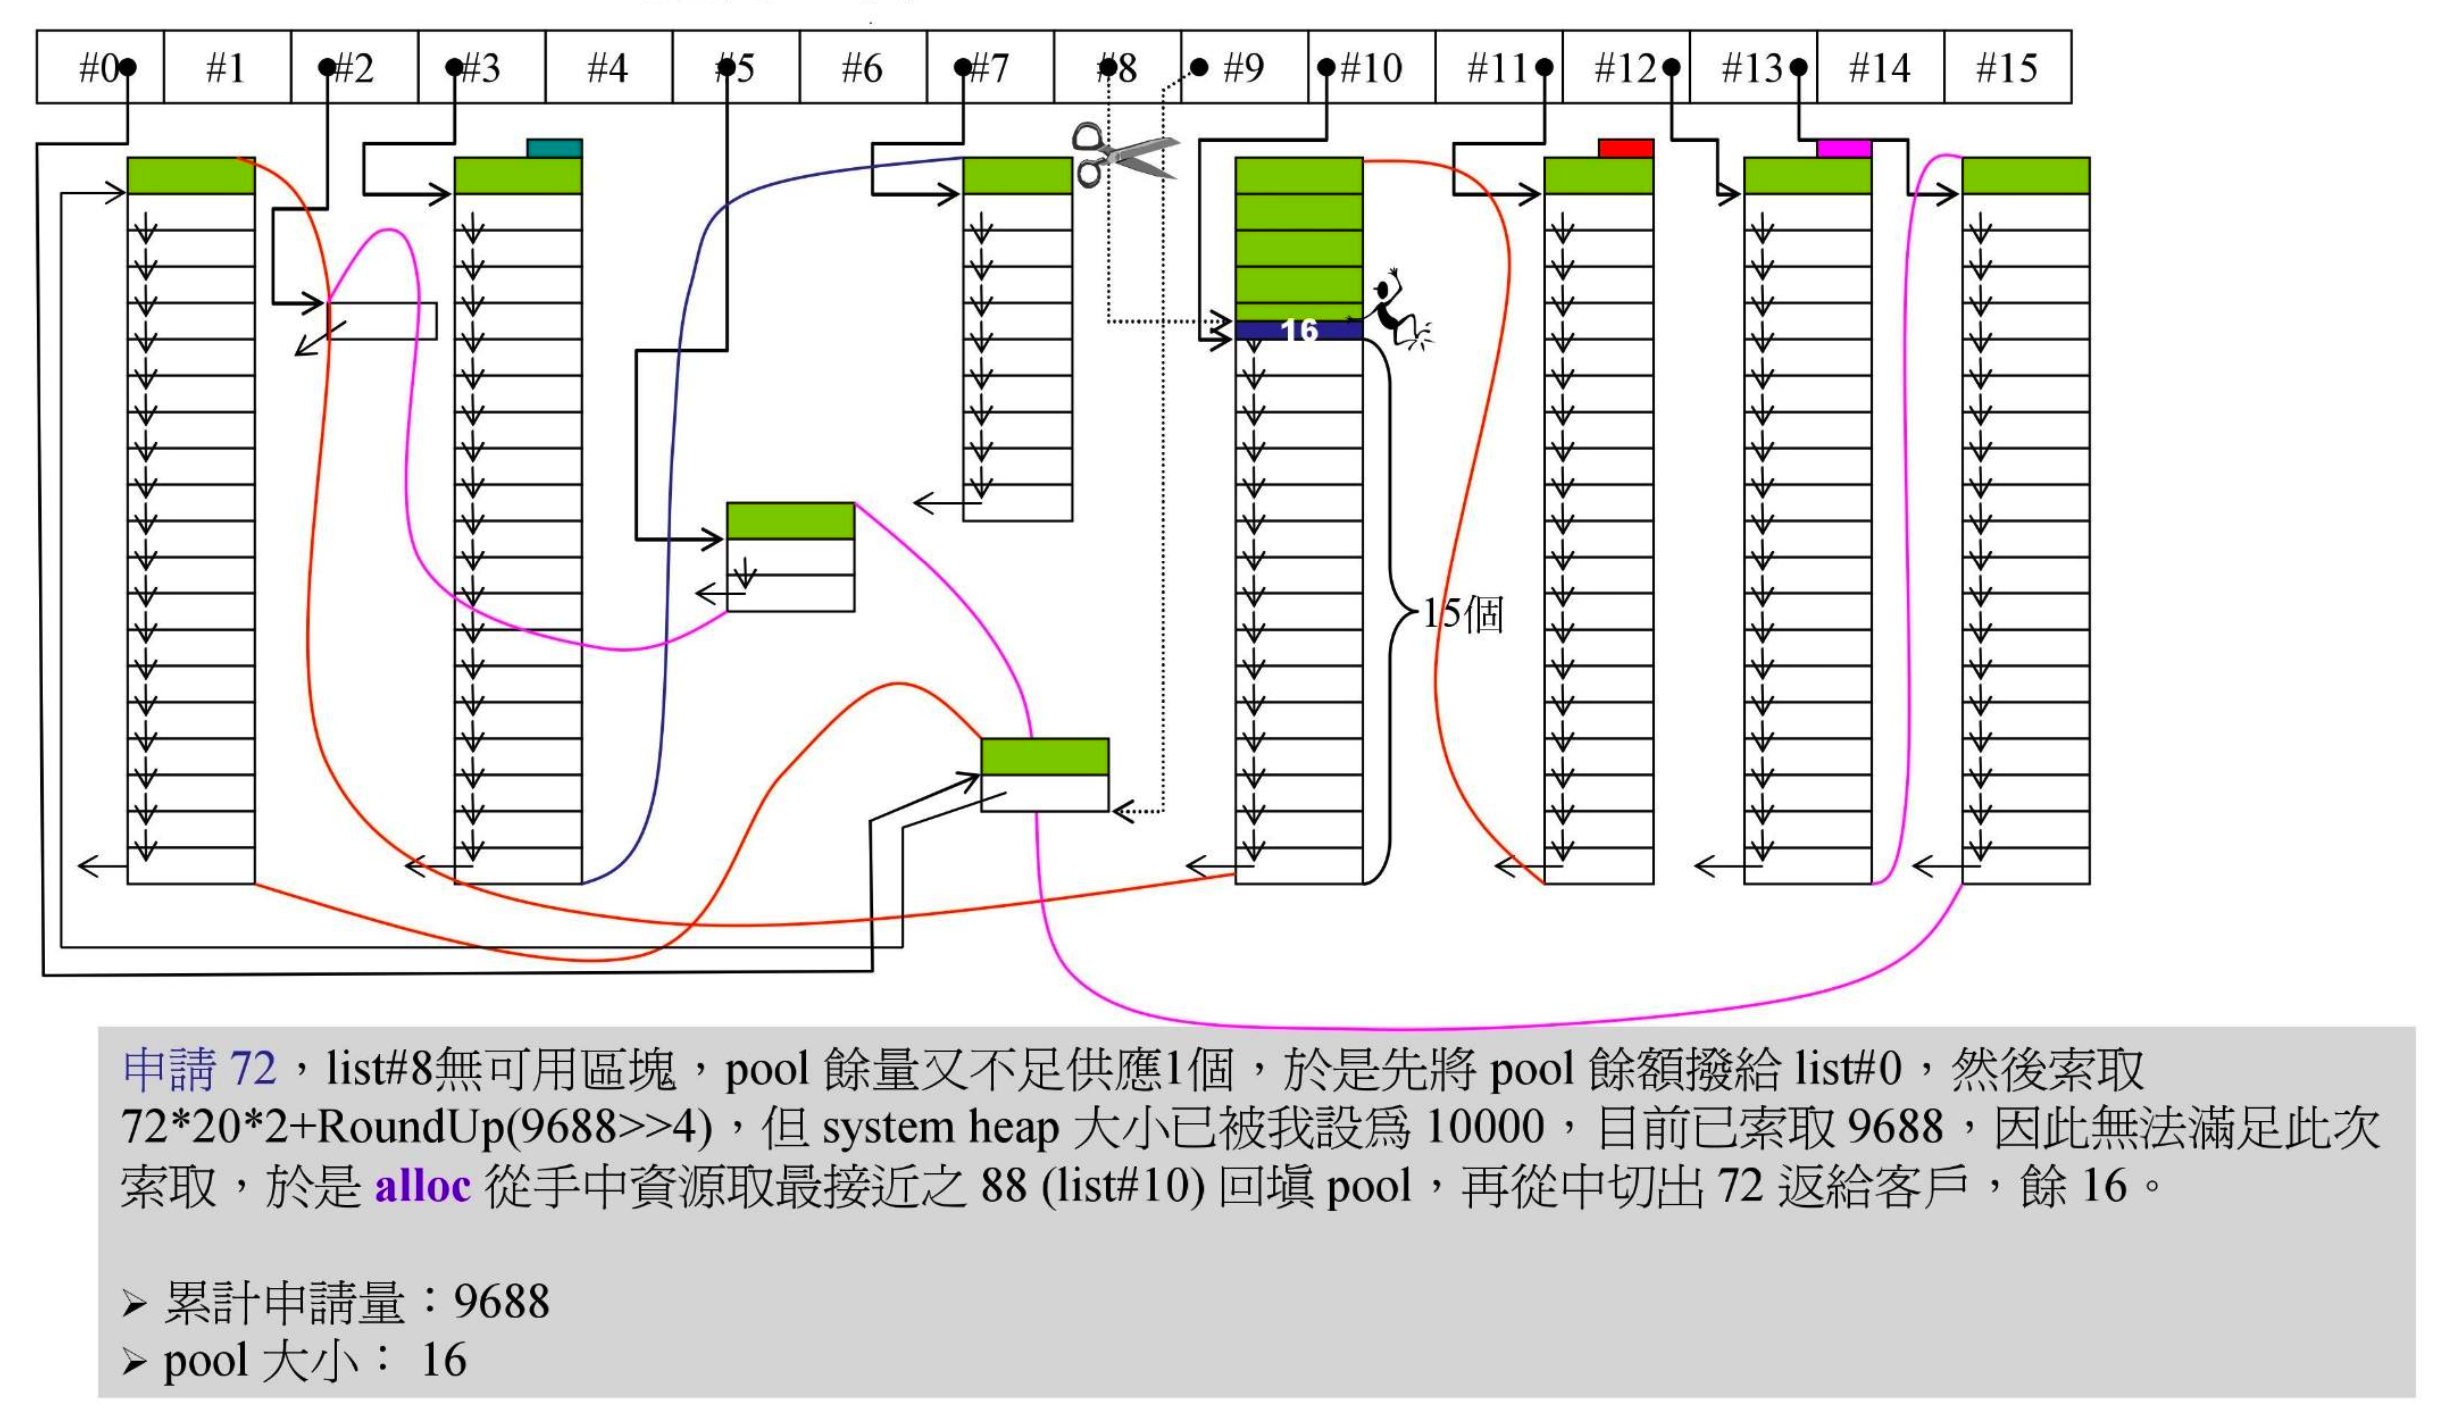 #0 #1 #2 #3 #4 #5 #6 #7 #8 #9 #10 #11 #12 #13 #14 #15
16
15個
申請 72，list#8無可用區塊，pool 餘量又不足供應1個，於是先將 pool 餘額撥給 list#0，然後索取
72*20*2+RoundUp(9688>>4)，但 system heap 大小已被我設為 10000，目前已索取 9688，因此無法滿足此次
索取，於是 alloc 從手中資源取最接近之 88 (list#10) 回填 pool，再從中切出 72 返給客戶，餘 16。
➢ 累計申請量：9688
➢ pool 大小： 16